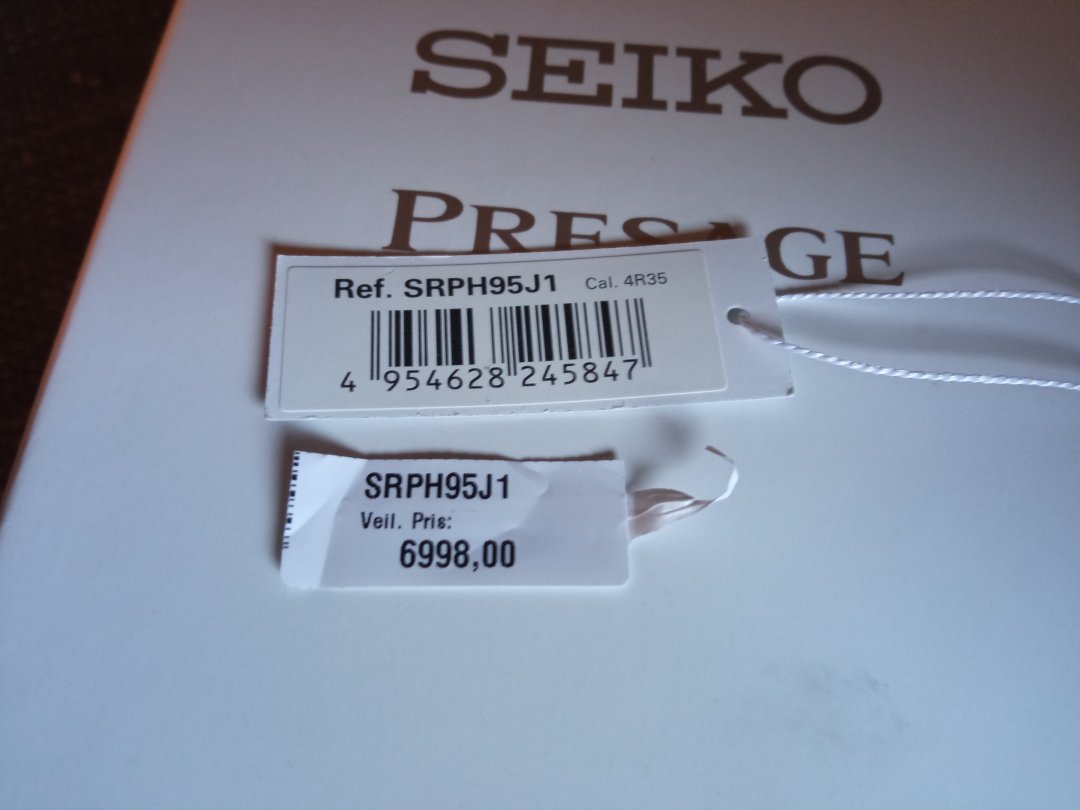 SEIKO
PRESAGE
Ref. SRPH95J1 Cal. 4R35
4 954628 245847
SRPH95J1
Veil. Pris:
6998,00